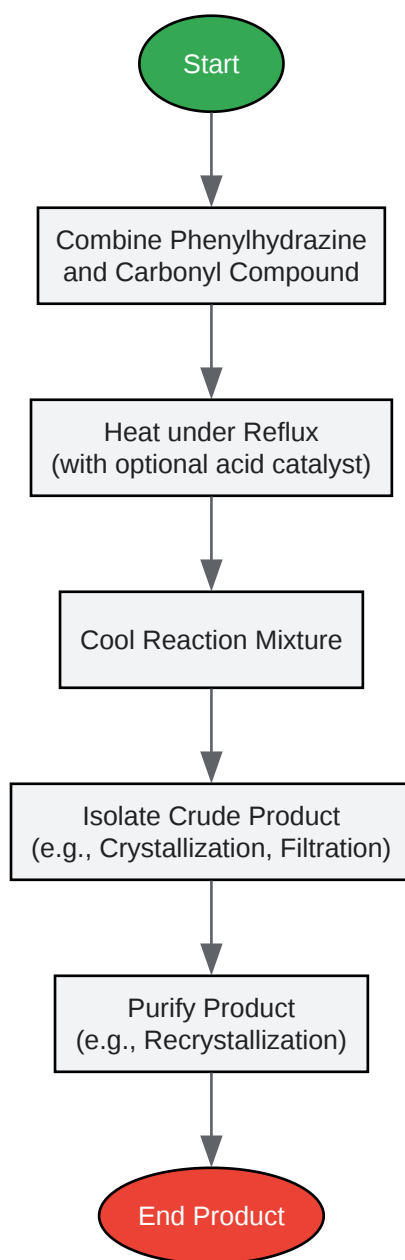 Start
Combine Phenylhydrazine
and Carbonyl Compound
Heat under Reflux
(with optional acid catalyst)
Cool Reaction Mixture
Isolate Crude Product
(e.g., Crystallization, Filtration)
Purify Product
(e.g., Recrystallization)
End Product